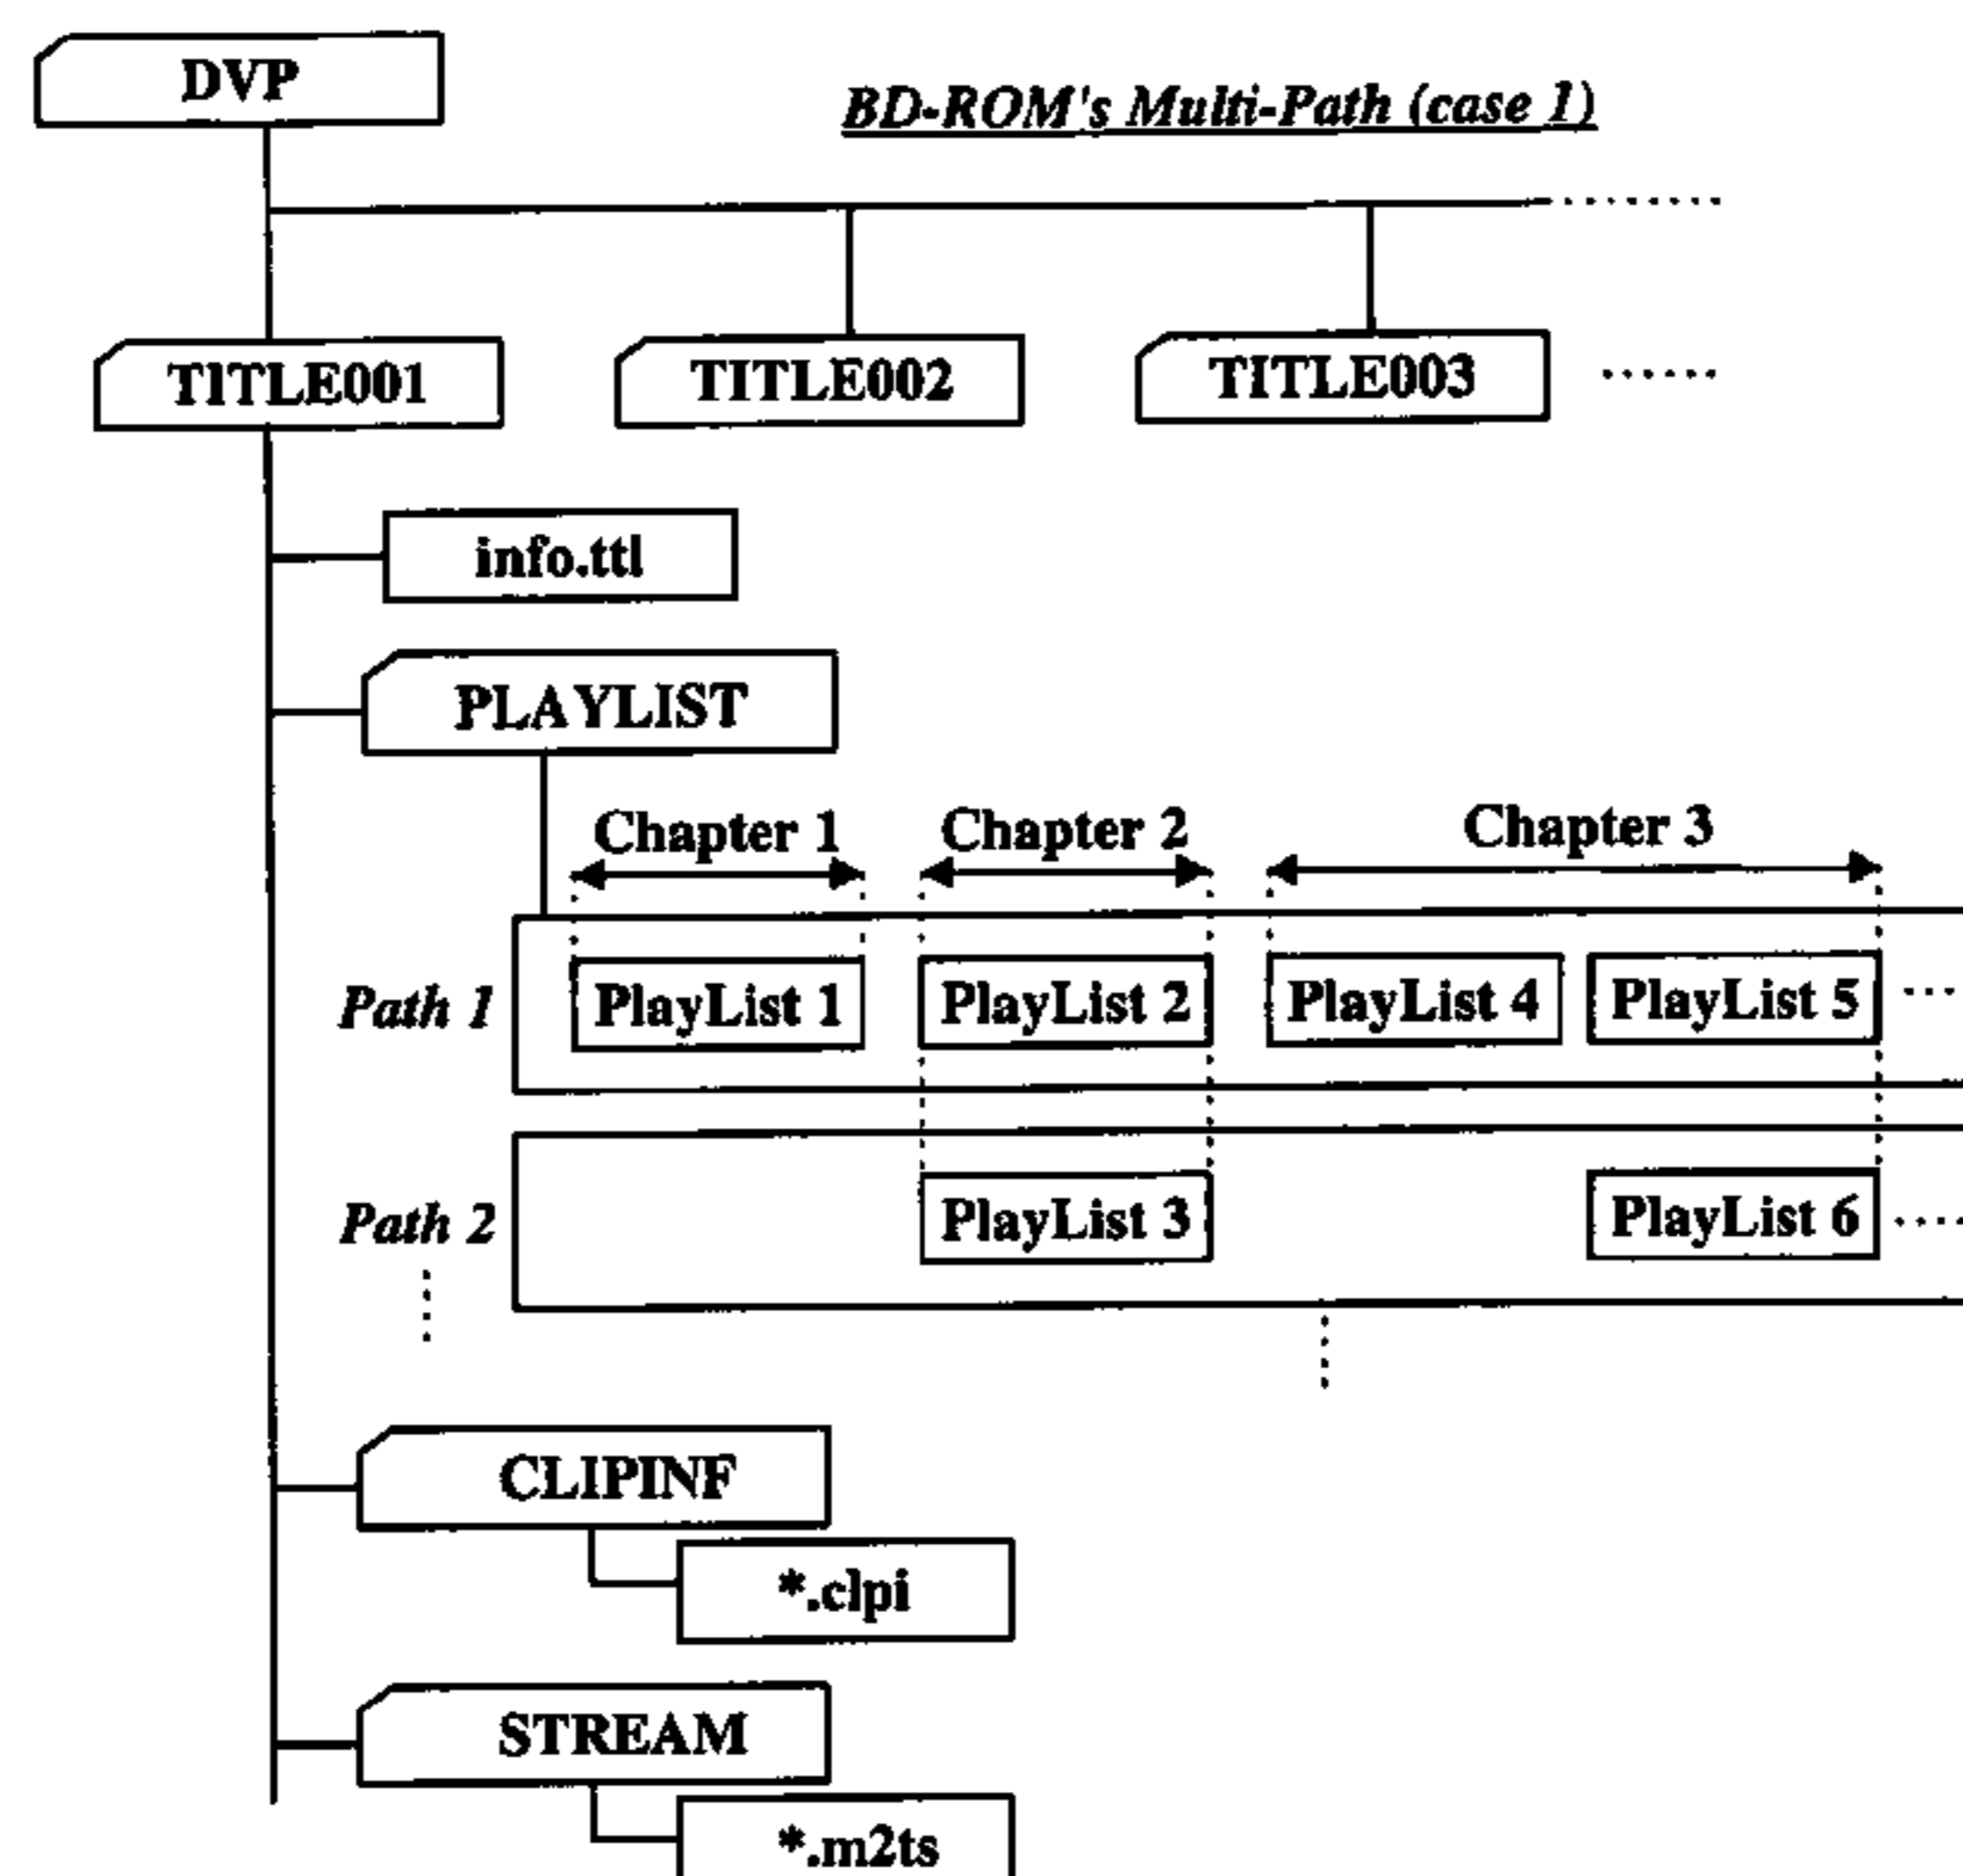 DVP
BD-ROM's Multi-Path (case 1)
TITLE001
TITLE002
TITLE003
info.ttl
PLAYLIST
Chapter 1
Chapter 2
Chapter 3
Path 1
PlayList 1
PlayList 2
PlayList 4
PlayList 5
Path 2
PlayList 3
PlayList 6
CLIPINF
*.clpi
STREAM
*.m2ts